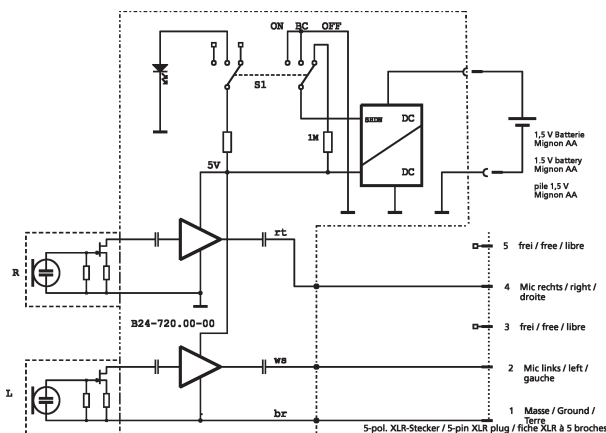 ON BC OFF
S1
SHDN
DC
1M
DC
5V
1,5 V Batterie
Mignon AA
1.5 V battery
Mignon AA
pile 1,5 V
Mignon AA
rt
5 frei / free / libre
R
4 Mic rechts / right /
droite
B24-720.00-00
3 frei / free / libre
ws
2 Mic links / left /
gauche
L
br
1 Masse / Ground /
Terre
5-pol. XLR-Stecker / 5-pin XLR plug / fiche XLR à 5 broches